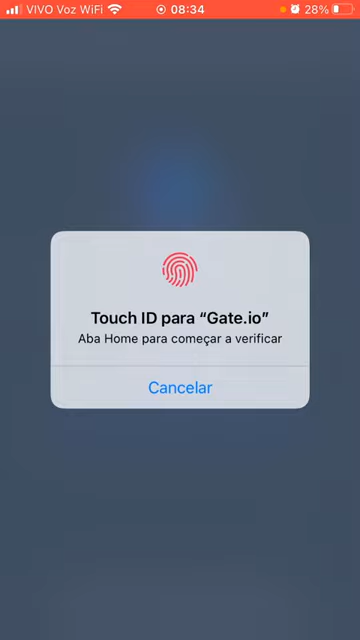 VIVO Voz WiFi 08:34 28%
Touch ID para “Gate.io”
Aba Home para começar a verificar
Cancelar